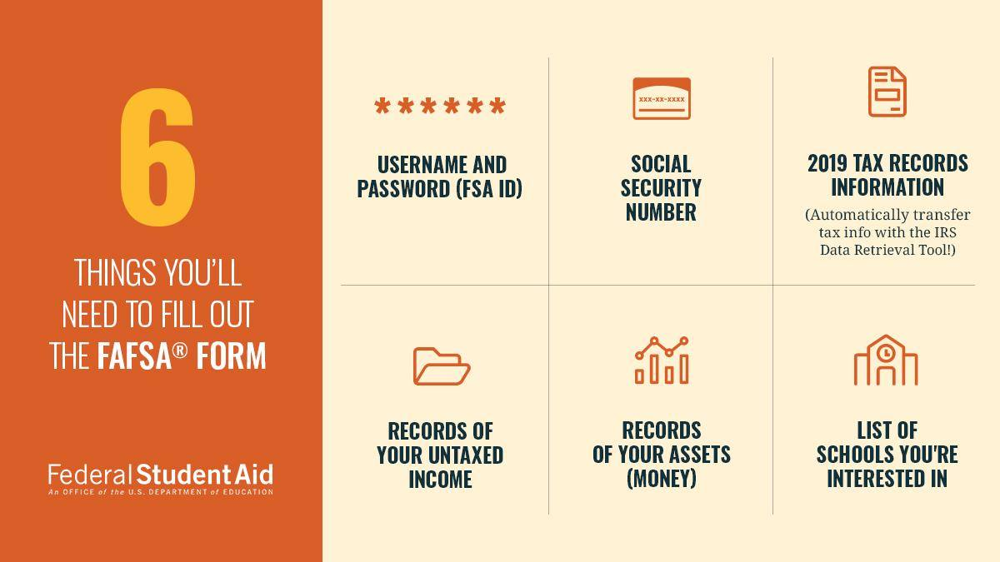 6
THINGS YOU'LL
NEED TO FILL OUT
THE FAFSA® FORM
Federal Student Aid
An OFFICE of the U.S. DEPARTMENT of EDUCATION
*******
USERNAME AND
PASSWORD (FSA ID)
xxx-xx-xxxx
SOCIAL
SECURITY
NUMBER
2019 TAX RECORDS
INFORMATION
(Automatically transfer
tax info with the IRS
Data Retrieval Tool!)
RECORDS OF
YOUR UNTAXED
INCOME
RECORDS
OF YOUR ASSETS
(MONEY)
LIST OF
SCHOOLS YOU'RE
INTERESTED IN